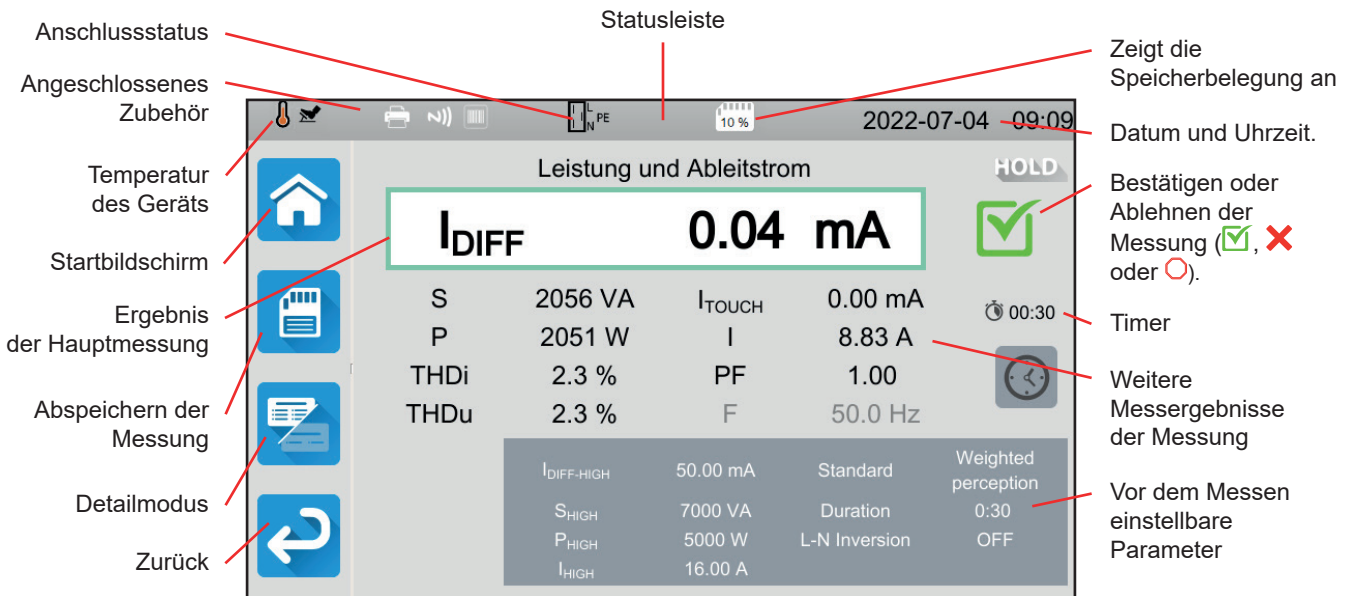 Statusleiste
Anschlussstatus
Angeschlossenes
Zubehör
Temperatur
des Geräts
Startbildschirm
Ergebnis
der Hauptmessung
Abspeichern der
Messung
Detailmodus
Zurück
L
N PE
10 %
2022-07-04 09:09
Leistung und Ableitstrom
HOLD
IDIFF 0.04 mA
S 2056 VA ITOUCH 0.00 mA
P 2051 W I 8.83 A
THDi 2.3 % PF 1.00
THDu 2.3 % F 50.0 Hz
00:30
IDIFF-HIGH 50.00 mA Standard Weighted
perception
SHIGH 7000 VA Duration 0:30
PHIGH 5000 W L-N Inversion OFF
IHIGH 16.00 A
Zeigt die
Speicherbelegung an
Datum und Uhrzeit.
Bestätigen oder
Ablehnen der
Messung (☑, ✕
oder ⎔).
Timer
Weitere
Messergebnisse
der Messung
Vor dem Messen
einstellbare
Parameter